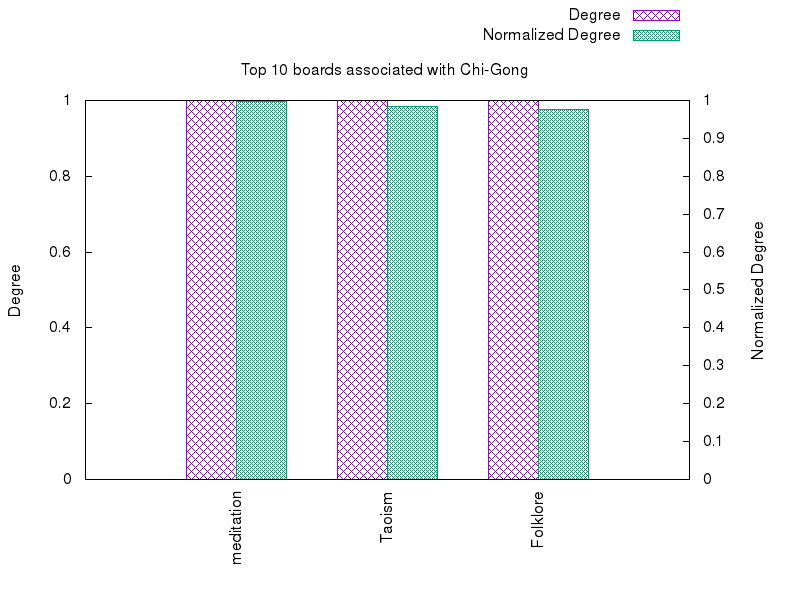 Degree
Normalized Degree
Top 10 boards associated with Chi-Gong
1
0.8
0.6
0.4
0.2
0
Degree
1
0.9
0.8
0.7
0.6
0.5
0.4
0.3
0.2
0.1
0
Normalized Degree
meditation
Taoism
Folklore